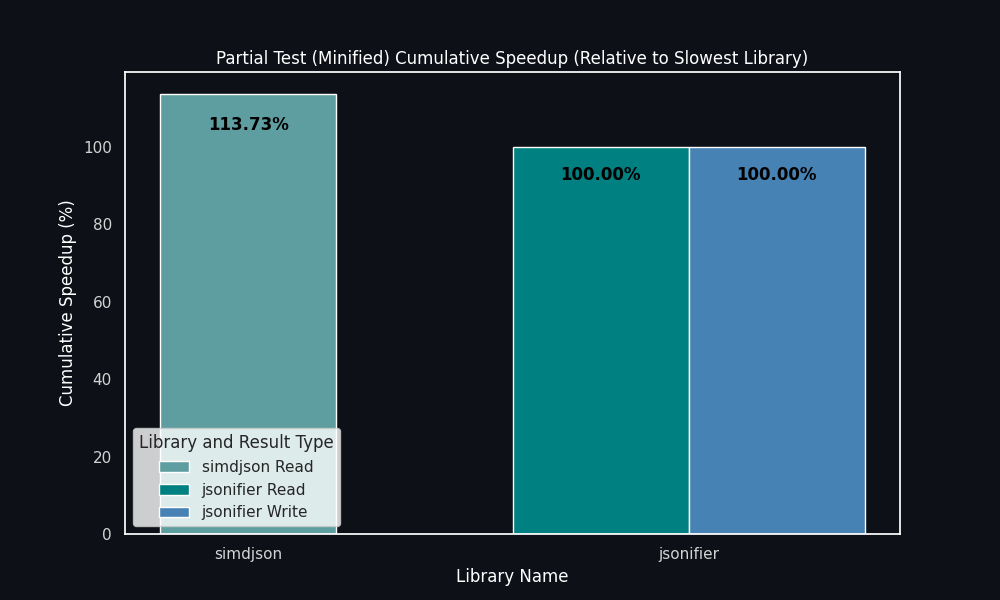 Partial Test (Minified) Cumulative Speedup (Relative to Slowest Library)
113.73%
100.00%
100.00%
100
80
60
40
20
0
Cumulative Speedup (%)
Library and Result Type
simdjson Read
jsonifier Read
jsonifier Write
simdjson
jsonifier
Library Name